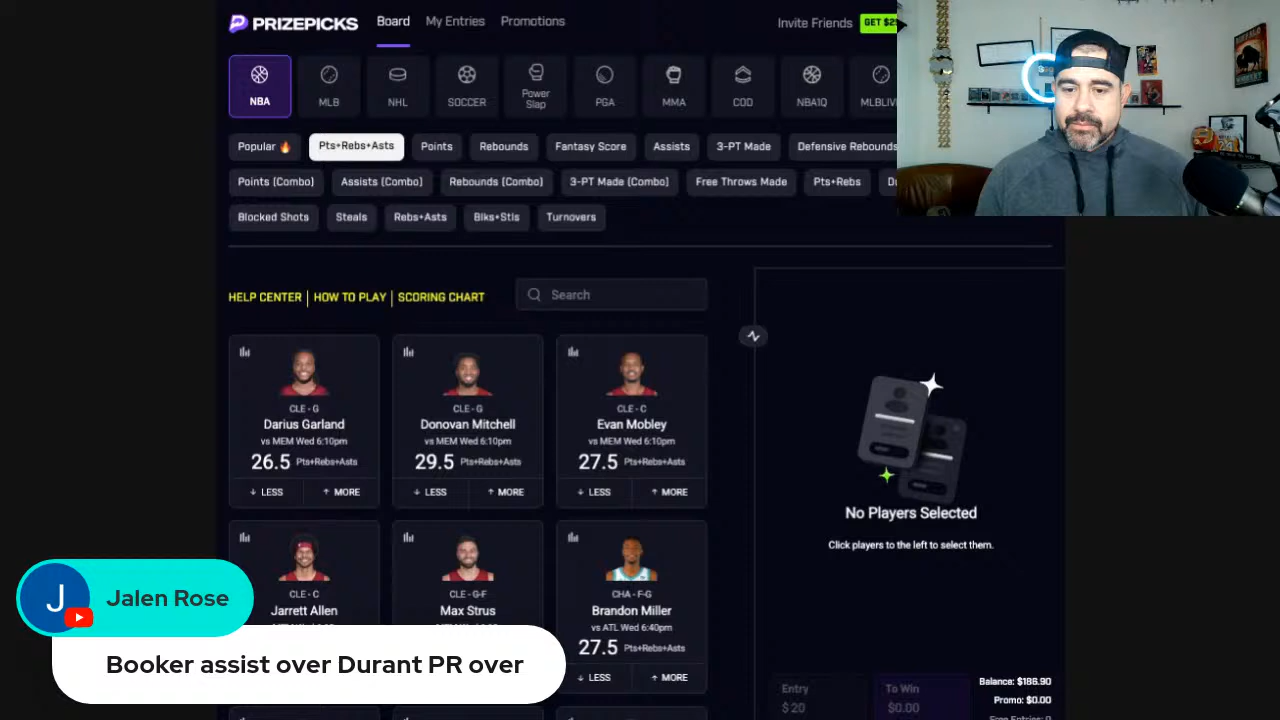 PRIZEPICKS Board My Entries Promotions Invite Friends
NBA MLB NHL SOCCER Power Slap PGA MMA COD NBA1Q
Popular 🔥 Pts+Rebs+Asts Points Rebounds Fantasy Score Assists 3-PT Made Defensive Rebounds
Points (Combo) Assists (Combo) Rebounds (Combo) 3-PT Made (Combo) Free Throws Made Pts+Rebs
Blocked Shots Steals Rebs+Asts Blks+Stls Turnovers
HELP CENTER | HOW TO PLAY | SCORING CHART Search
CLE - G CLE - G CLE - C
Darius Garland Donovan Mitchell Evan Mobley
vs MEM Wed 6:10pm vs MEM Wed 6:10pm vs MEM Wed 6:10pm
26.5 Pts+Rebs+Asts 29.5 Pts+Rebs+Asts 27.5 Pts+Rebs+Asts
↓ LESS ↑ MORE ↓ LESS ↑ MORE ↓ LESS ↑ MORE
No Players Selected
Click players to the left to select them.
CLE - C CLE - G-F CHA - F-G
Jarrett Allen Max Strus Brandon Miller
vs ATL Wed 6:40pm
27.5 Pts+Rebs+Asts
↓ LESS ↑ MORE
J Jalen Rose
Booker assist over Durant PR over
Balance: $186.90
Promo: $0.00
Entry To Win
$20 $0.00